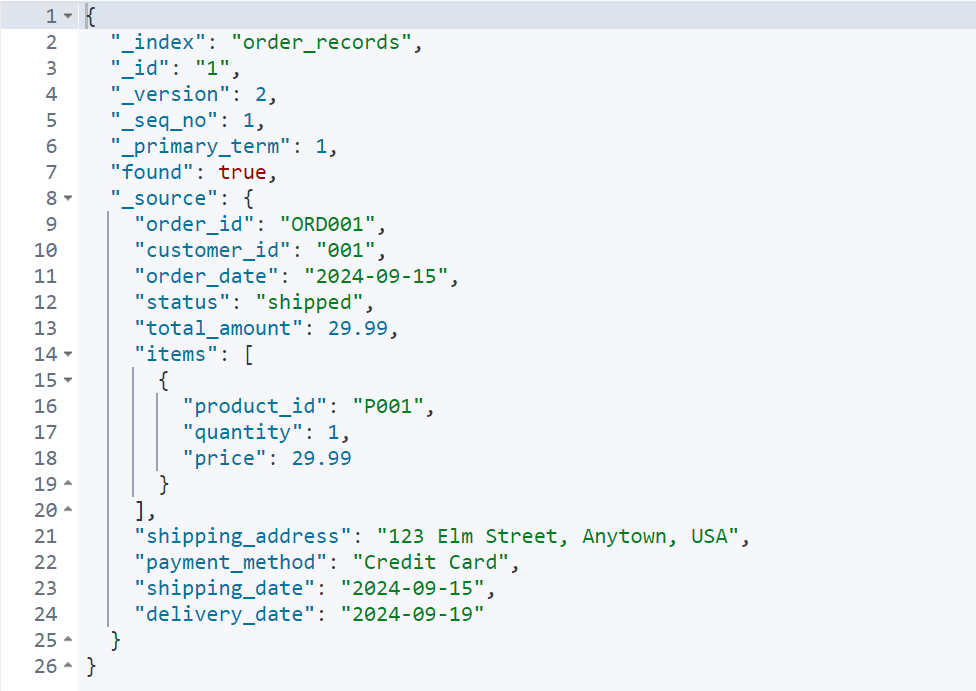 1 {
2 "_index": "order_records",
3 "_id": "1",
4 "_version": 2,
5 "_seq_no": 1,
6 "_primary_term": 1,
7 "found": true,
8 "_source": {
9 "order_id": "ORD001",
10 "customer_id": "001",
11 "order_date": "2024-09-15",
12 "status": "shipped",
13 "total_amount": 29.99,
14 "items": [
15 {
16 "product_id": "P001",
17 "quantity": 1,
18 "price": 29.99
19 }
20 ],
21 "shipping_address": "123 Elm Street, Anytown, USA",
22 "payment_method": "Credit Card",
23 "shipping_date": "2024-09-15",
24 "delivery_date": "2024-09-19"
25 }
26 }